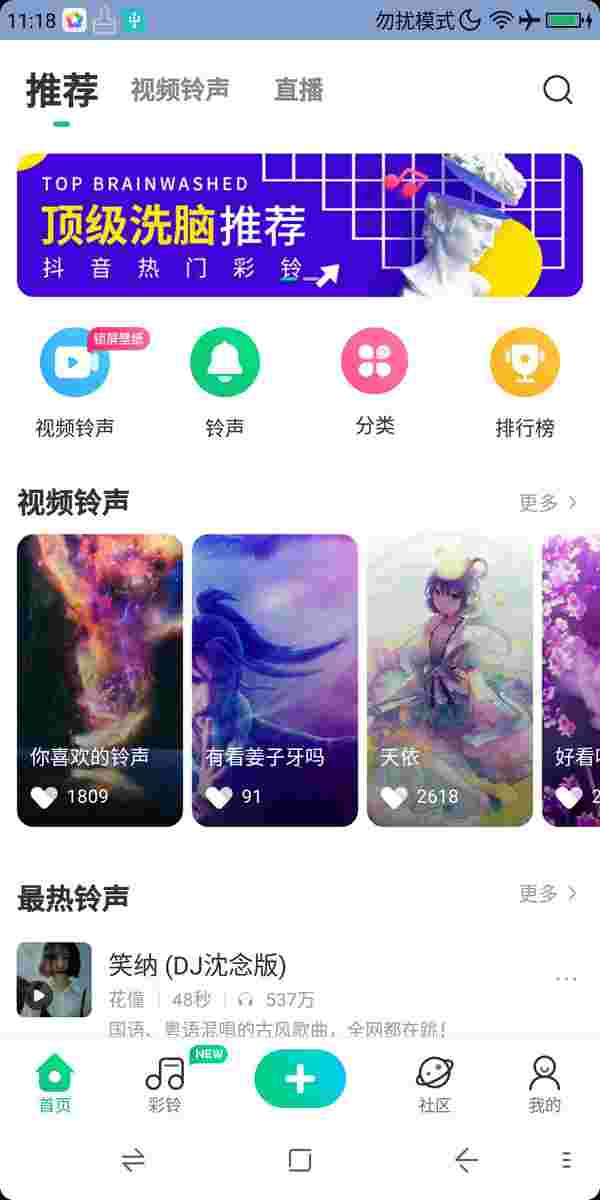 11:18 勿扰模式
推荐 视频铃声 直播
TOP BRAINWASHED
顶级洗脑推荐
抖音热门彩铃
锁屏壁纸
视频铃声 铃声 分类 排行榜
视频铃声 更多
你喜欢的铃声 有看姜子牙吗 天依 好看
1809 91 2618 2
最热铃声 更多
笑纳 (DJ沈念版)
花僮 48秒 537万
国语、粤语混唱的古风歌曲，全网都在跳！
NEW
首页 彩铃 社区 我的